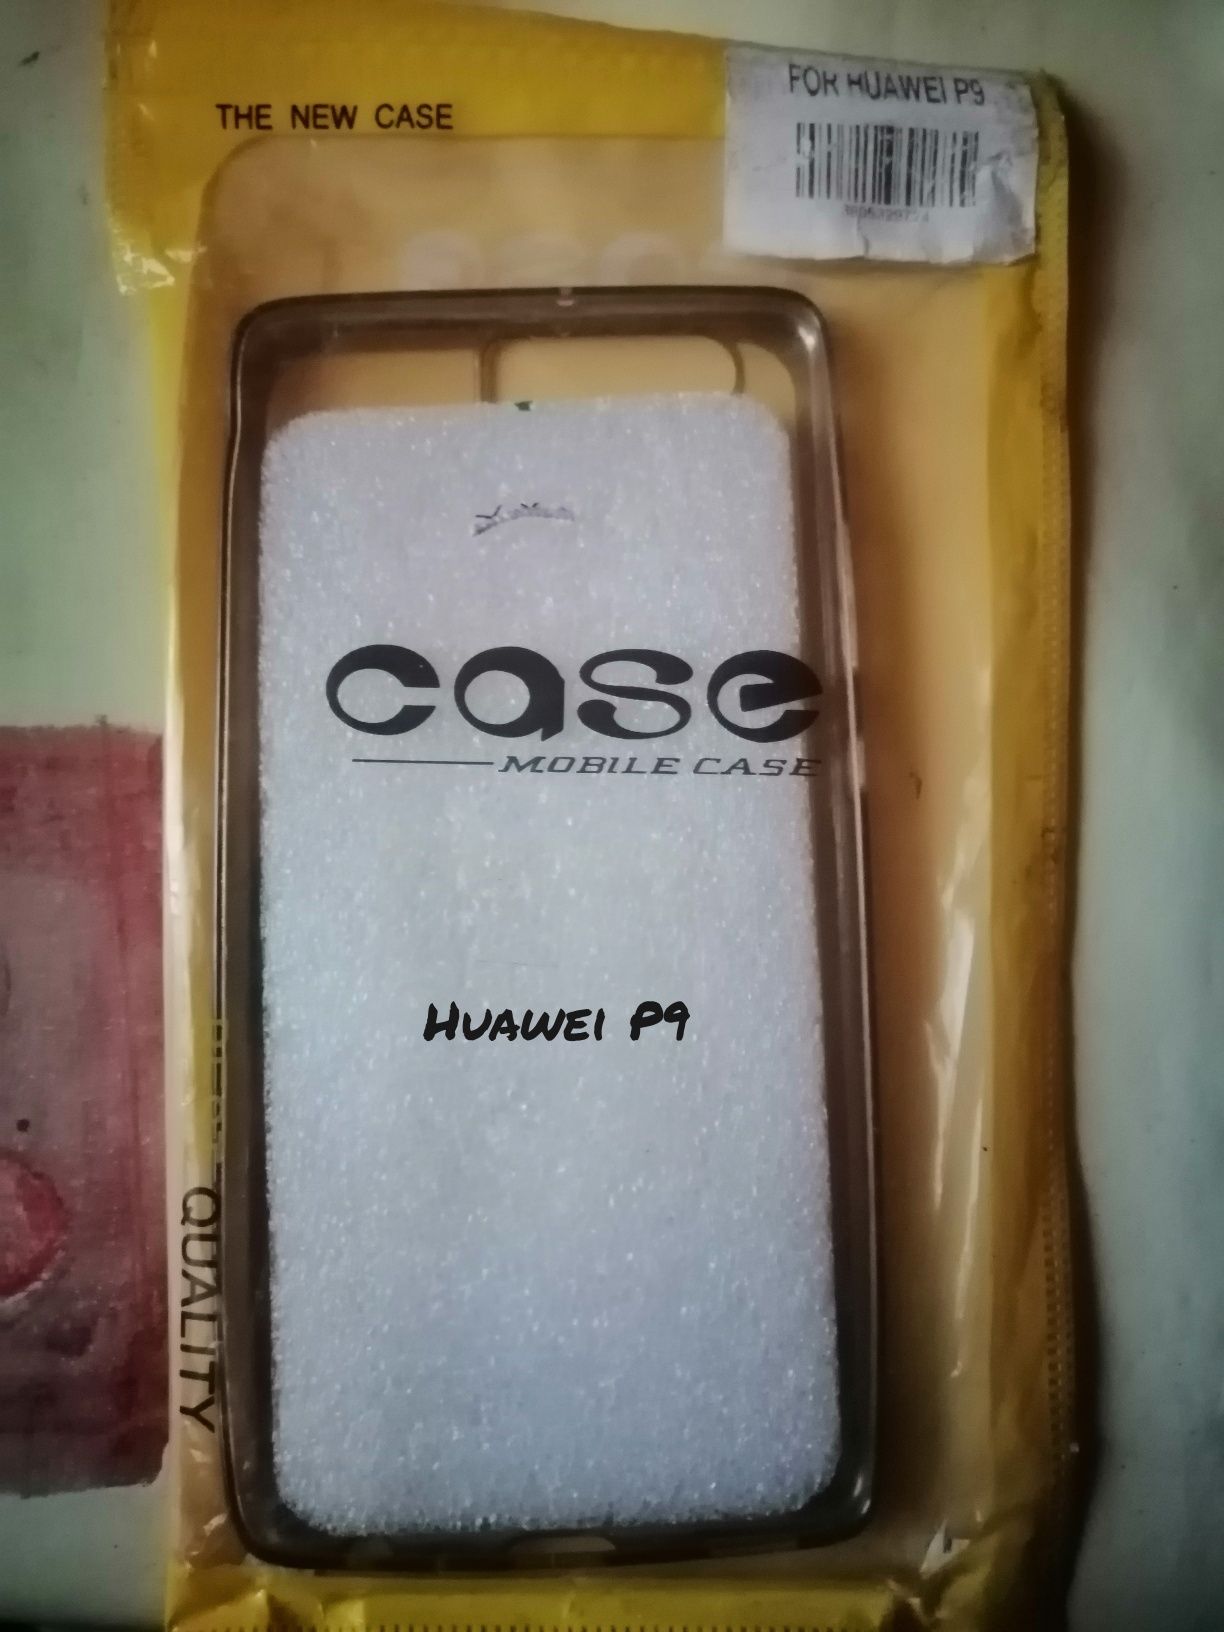 THE NEW CASE
FOR HUAWEI P9
case
MOBILE CASE
HUAWEI P9
QUALITY